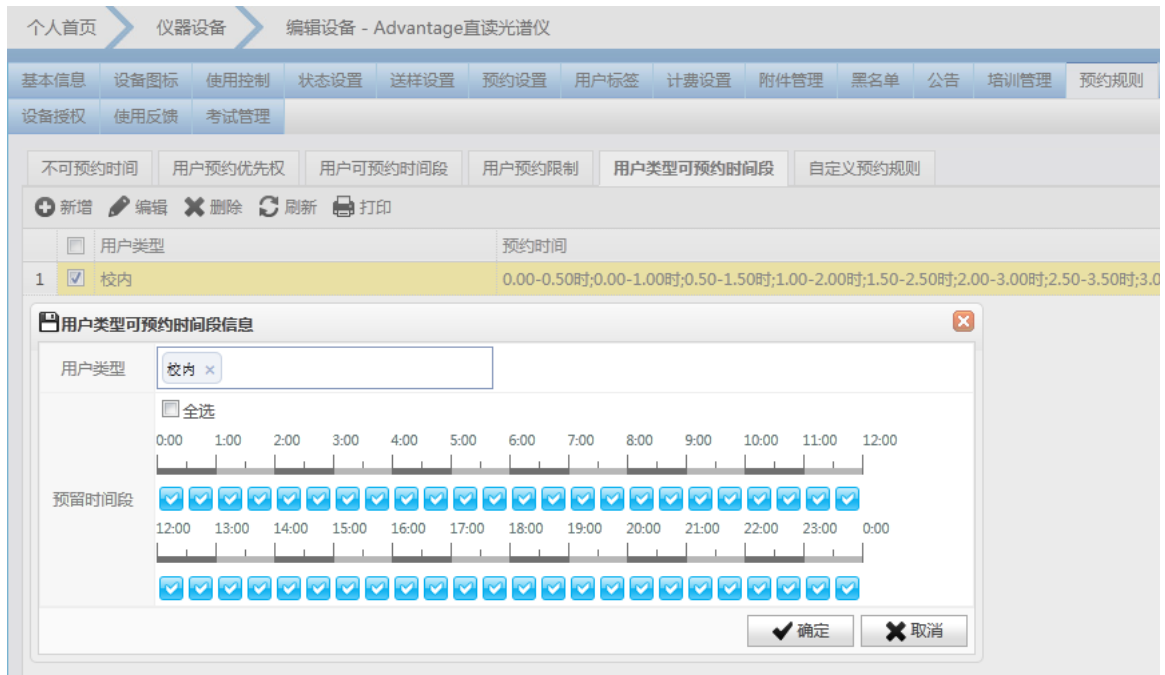 个人首页 仪器设备 编辑设备 - Advantage直读光谱仪
基本信息 设备图标 使用控制 状态设置 送样设置 预约设置 用户标签 计费设置 附件管理 黑名单 公告 培训管理 预约规则
设备授权 使用反馈 考试管理
不可预约时间 用户预约优先权 用户可预约时间段 用户预约限制 用户类型可预约时间段 自定义预约规则
新增 编辑 删除 刷新 打印
用户类型 预约时间
1 校内 0.00-0.50时;0.00-1.00时;0.50-1.50时;1.00-2.00时;1.50-2.50时;2.00-3.00时;2.50-3.50时;3.0
用户类型可预约时间段信息
用户类型 校内 ×
全选
0:00 1:00 2:00 3:00 4:00 5:00 6:00 7:00 8:00 9:00 10:00 11:00 12:00
预留时间段
12:00 13:00 14:00 15:00 16:00 17:00 18:00 19:00 20:00 21:00 22:00 23:00 0:00
确定 取消